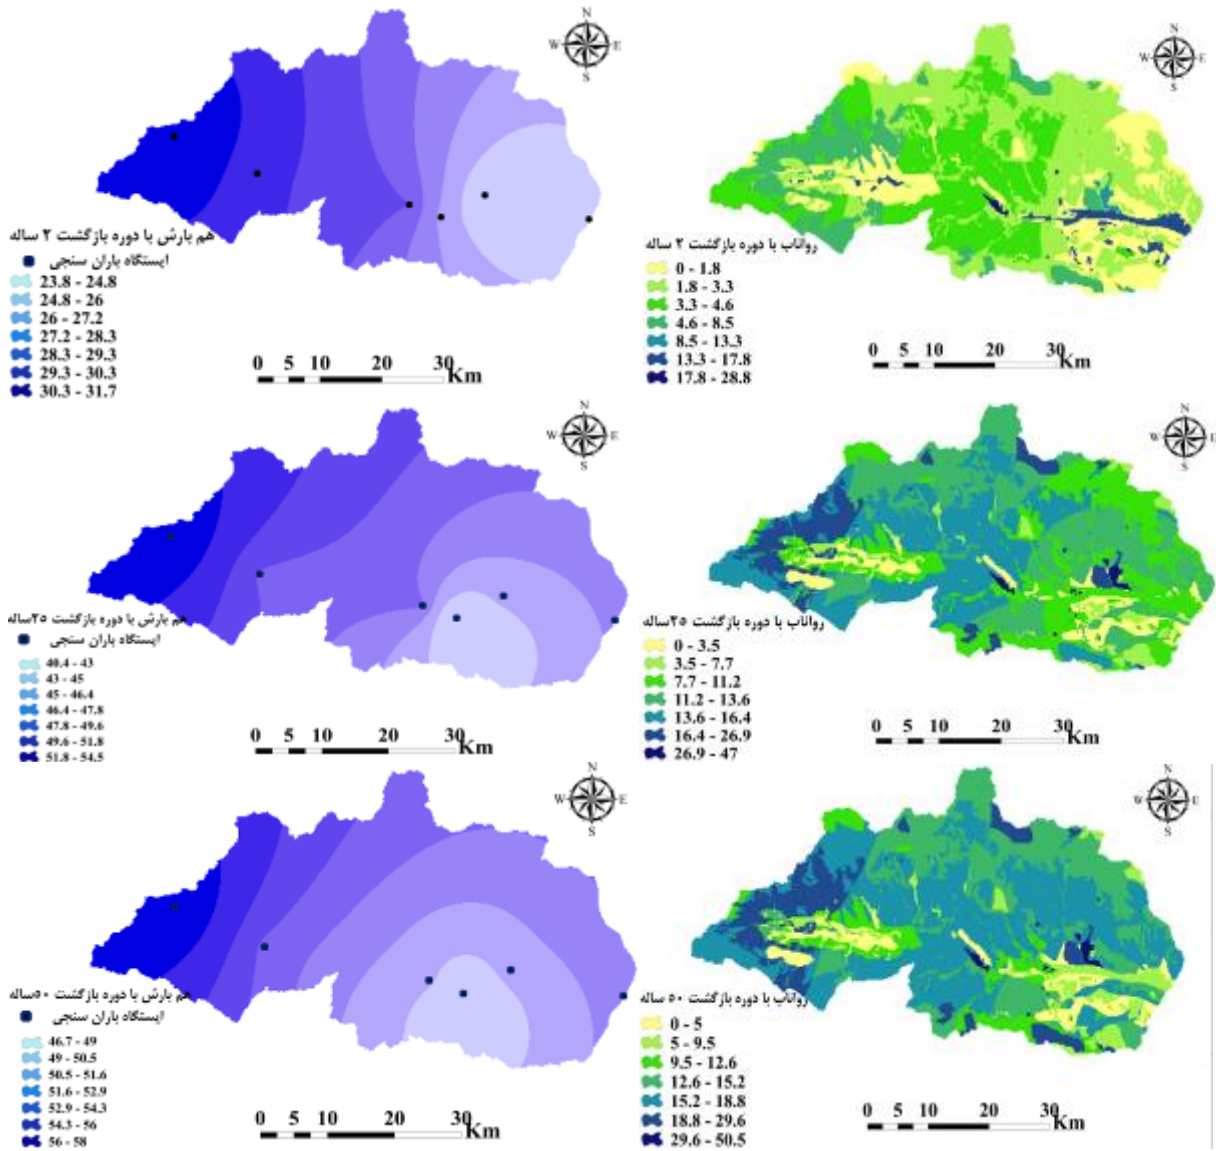 N
W E
S
هم بارش با دوره بازگشت ۲ ساله
ایستگاه باران سنجی
23.8 - 24.8
24.8 - 26
26 - 27.2
27.2 - 28.3
28.3 - 29.3
29.3 - 30.3
30.3 - 31.7
0 5 10 20 30
Km
N
W E
S
رواناب با دوره بازگشت ۲ ساله
0 - 1.8
1.8 - 3.3
3.3 - 4.6
4.6 - 8.5
8.5 - 13.3
13.3 - 17.8
17.8 - 28.8
0 5 10 20 30
Km
N
W E
S
هم بارش با دوره بازگشت ۲۵ساله
ایستگاه باران سنجی
40.4 - 43
43 - 45
45 - 46.4
46.4 - 47.8
47.8 - 49.6
49.6 - 51.8
51.8 - 54.5
0 5 10 20 30
Km
N
W E
S
رواناب با دوره بازگشت ۲۵ساله
0 - 3.5
3.5 - 7.7
7.7 - 11.2
11.2 - 13.6
13.6 - 16.4
16.4 - 26.9
26.9 - 47
0 5 10 20 30
Km
N
W E
S
هم بارش با دوره بازگشت ۵۰ساله
ایستگاه باران سنجی
46.7 - 49
49 - 50.5
50.5 - 51.6
51.6 - 52.9
52.9 - 54.3
54.3 - 56
56 - 58
0 5 10 20 30
Km
N
W E
S
رواناب با دوره بازگشت ۵۰ ساله
0 - 5
5 - 9.5
9.5 - 12.6
12.6 - 15.2
15.2 - 18.8
18.8 - 29.6
29.6 - 50.5
0 5 10 20 30
Km